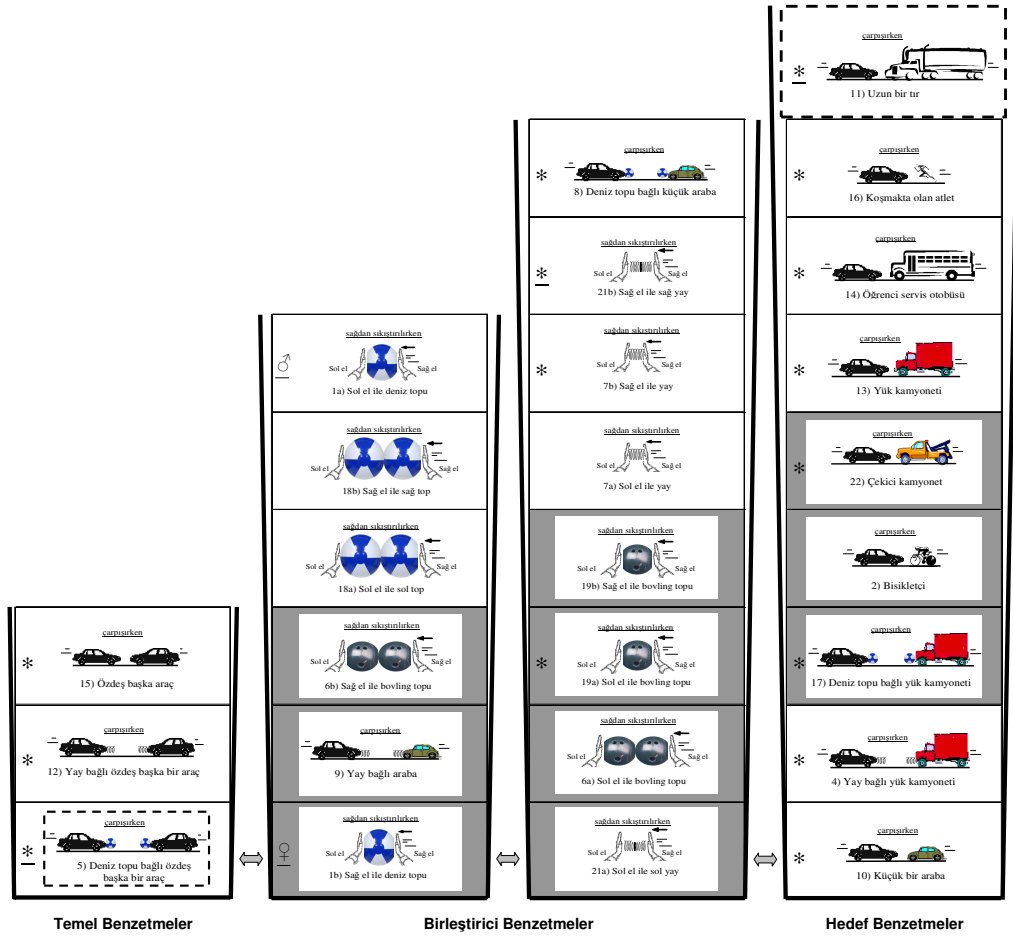 çarpışırken
15) Özdeş başka araç
çarpışırken
12) Yay bağlı özdeş başka bir araç
çarpışırken
5) Deniz topu bağlı özdeş
başka bir araç
sağdan sıkıştırılırken
Sol el Sağ el
1a) Sol el ile deniz topu
sağdan sıkıştırılırken
Sol el Sağ el
18b) Sağ el ile sağ top
sağdan sıkıştırılırken
Sol el Sağ el
18a) Sol el ile sol top
sağdan sıkıştırılırken
Sol el Sağ el
6b) Sağ el ile bovling topu
çarpışırken
9) Yay bağlı araba
sağdan sıkıştırılırken
Sol el Sağ el
1b) Sağ el ile deniz topu
çarpışırken
8) Deniz topu bağlı küçük araba
sağdan sıkıştırılırken
Sol el Sağ el
21b) Sağ el ile sağ yay
sağdan sıkıştırılırken
Sol el Sağ el
7b) Sağ el ile yay
sağdan sıkıştırılırken
Sol el Sağ el
7a) Sol el ile yay
sağdan sıkıştırılırken
Sol el Sağ el
19b) Sağ el ile bovling topu
sağdan sıkıştırılırken
Sol el Sağ el
19a) Sol el ile bovling topu
sağdan sıkıştırılırken
Sol el Sağ el
6a) Sol el ile bovling topu
sağdan sıkıştırılırken
Sol el Sağ el
21a) Sol el ile sol yay
çarpışırken
11) Uzun bir tır
çarpışırken
16) Koşmakta olan atlet
çarpışırken
14) Öğrenci servis otobüsü
çarpışırken
13) Yük kamyoneti
çarpışırken
22) Çekici kamyonet
çarpışırken
2) Bisikletçi
çarpışırken
17) Deniz topu bağlı yük kamyoneti
çarpışırken
4) Yay bağlı yük kamyoneti
çarpışırken
10) Küçük bir araba
Temel Benzetmeler
Birleştirici Benzetmeler
Hedef Benzetmeler